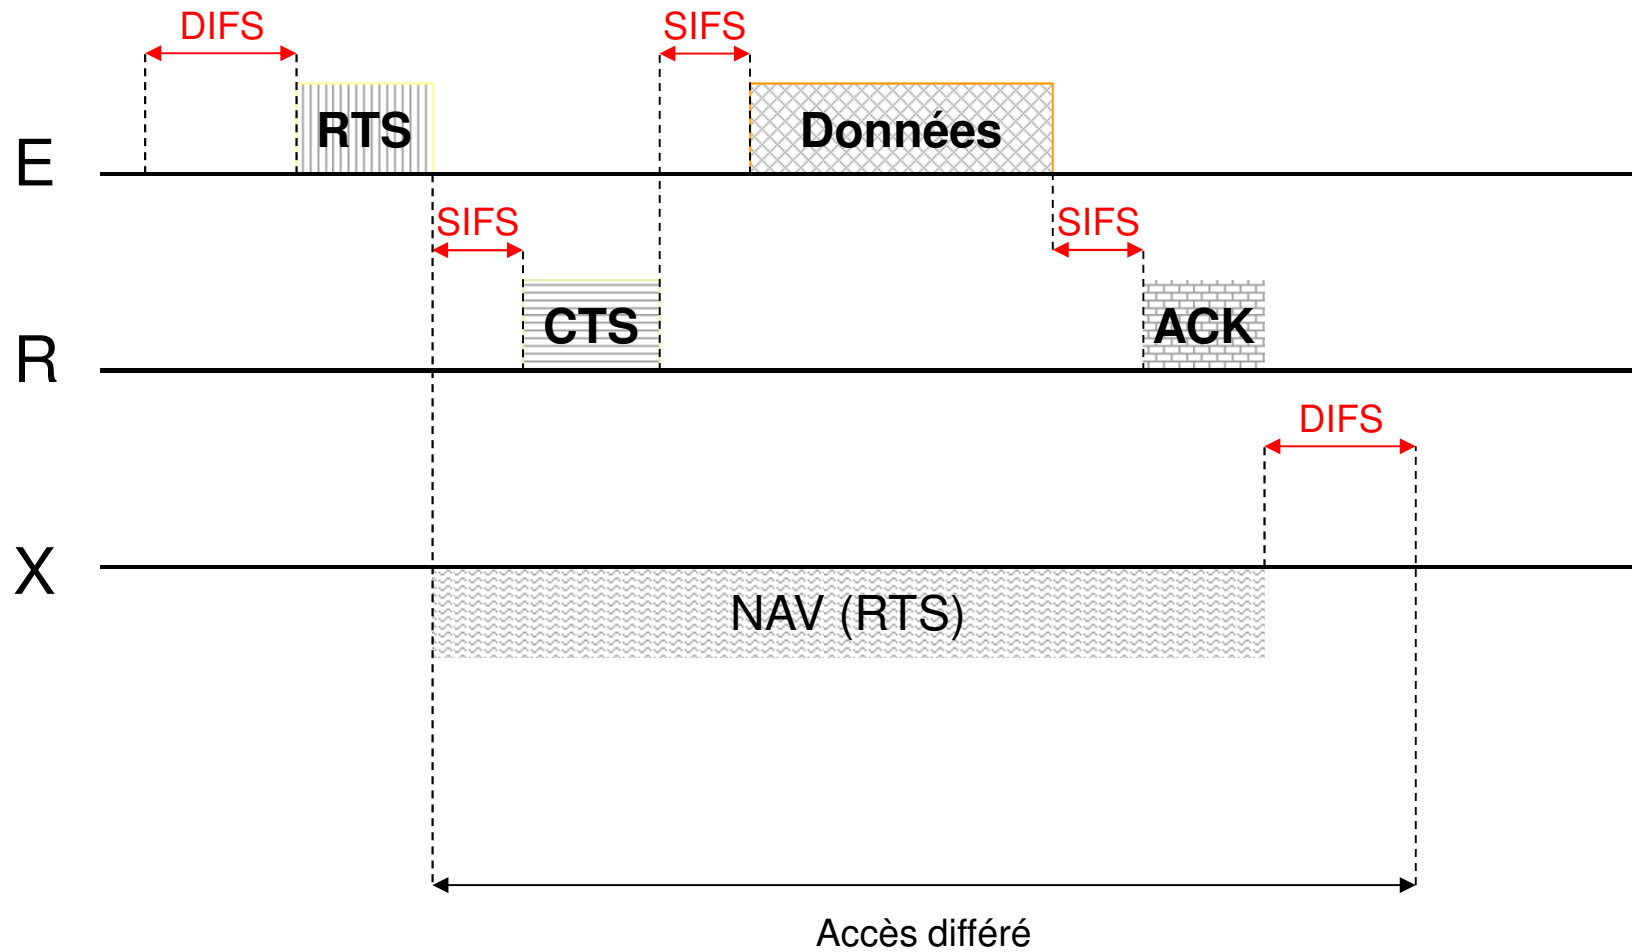 DIFS
SIFS
RTS
Données
E
SIFS
SIFS
CTS
ACK
R
DIFS
X
NAV (RTS)
Accès différé